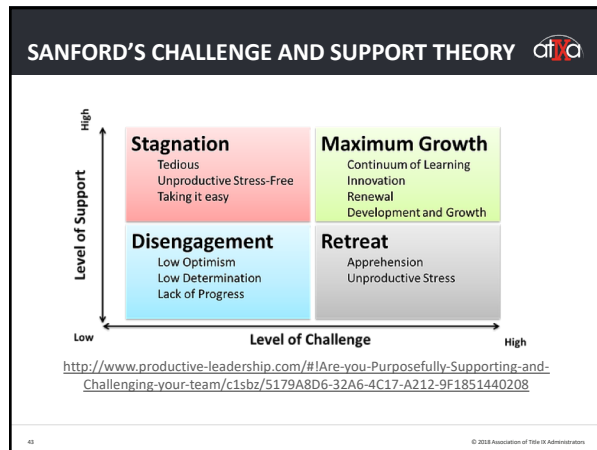 SANFORD'S CHALLENGE AND SUPPORT THEORY
atIXa
High
Level of Support
Stagnation
Tedious
Unproductive Stress-Free
Taking it easy
Maximum Growth
Continuum of Learning
Innovation
Renewal
Development and Growth
Disengagement
Low Optimism
Low Determination
Lack of Progress
Retreat
Apprehension
Unproductive Stress
Low
Level of Challenge
High
http://www.productive-leadership.com/#!Are-you-Purposefully-Supporting-and-
Challenging-your-team/c1sbz/5179A8D6-32A6-4C17-A212-9F1851440208
43
© 2018 Association of Title IX Administrators